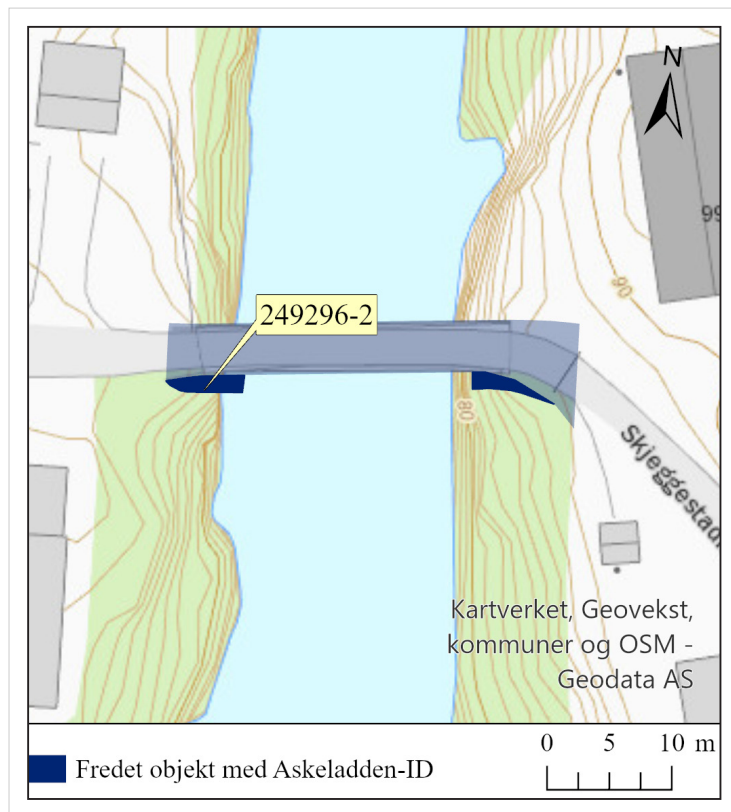 N
99
90
249296-2
80
Skjeggestad
Kartverket, Geovekst,
kommuner og OSM -
Geodata AS
0 5 10 m
Fredet objekt med Askeladden-ID